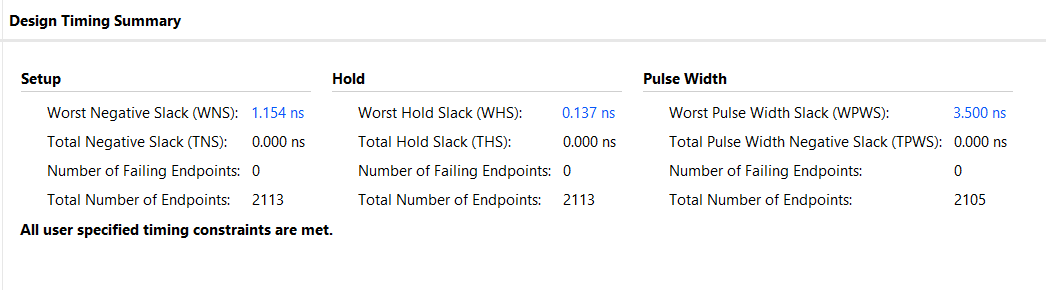 Design Timing Summary
Setup
Hold
Pulse Width
Worst Negative Slack (WNS): 1.154 ns
Worst Hold Slack (WHS): 0.137 ns
Worst Pulse Width Slack (WPWS): 3.500 ns
Total Negative Slack (TNS): 0.000 ns
Total Hold Slack (THS): 0.000 ns
Total Pulse Width Negative Slack (TPWS): 0.000 ns
Number of Failing Endpoints: 0
Number of Failing Endpoints: 0
Number of Failing Endpoints: 0
Total Number of Endpoints: 2113
Total Number of Endpoints: 2113
Total Number of Endpoints: 2105
All user specified timing constraints are met.